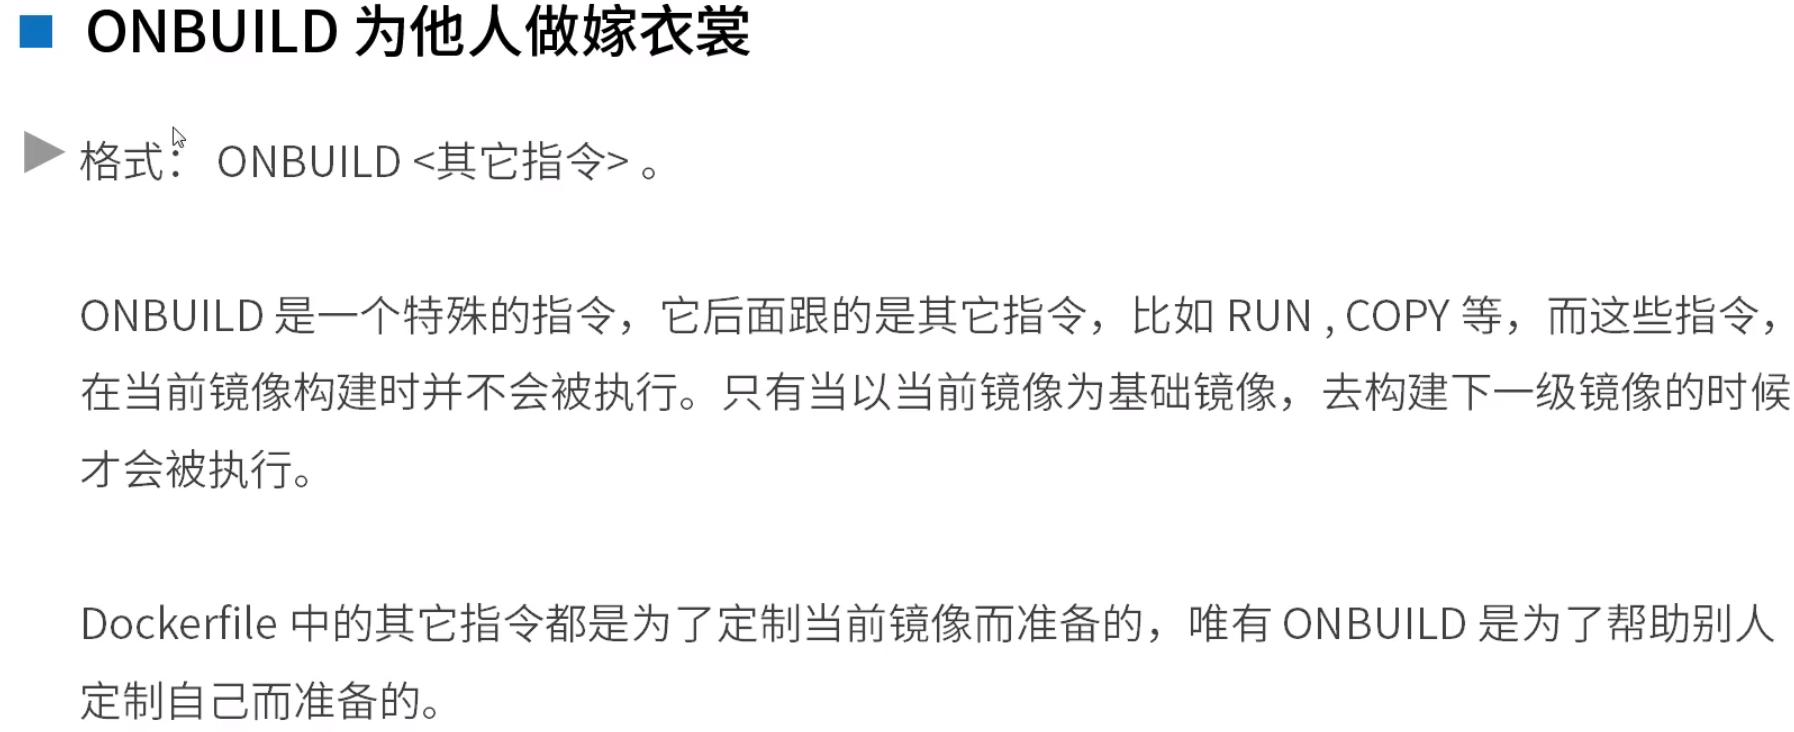 ONBUILD 为他人做嫁衣裳
格式： ONBUILD <其它指令> 。
ONBUILD 是一个特殊的指令，它后面跟的是其它指令，比如 RUN , COPY 等，而这些指令，
在当前镜像构建时并不会被执行。只有当以当前镜像为基础镜像，去构建下一级镜像的时候
才会被执行。
Dockerfile 中的其它指令都是为了定制当前镜像而准备的，唯有 ONBUILD 是为了帮助别人
定制自己而准备的。